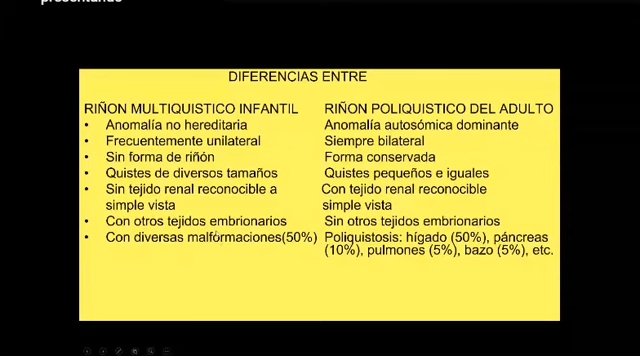 presentando
DIFERENCIAS ENTRE
RIÑON MULTIQUISTICO INFANTIL
• Anomalía no hereditaria
• Frecuentemente unilateral
• Sin forma de riñón
• Quistes de diversos tamaños
• Sin tejido renal reconocible a
simple vista
• Con otros tejidos embrionarios
• Con diversas malformaciones(50%)
RIÑON POLIQUISTICO DEL ADULTO
Anomalía autosómica dominante
Siempre bilateral
Forma conservada
Quistes pequeños e iguales
Con tejido renal reconocible
simple vista
Sin otros tejidos embrionarios
Poliquistosis: hígado (50%), páncreas
(10%), pulmones (5%), bazo (5%), etc.